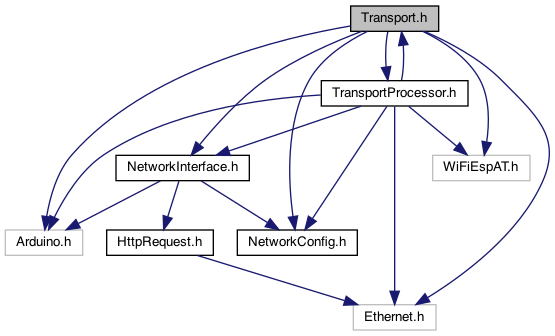 Transport.h
TransportProcessor.h
NetworkInterface.h
WiFiEspAT.h
Arduino.h
HttpRequest.h
NetworkConfig.h
Ethernet.h